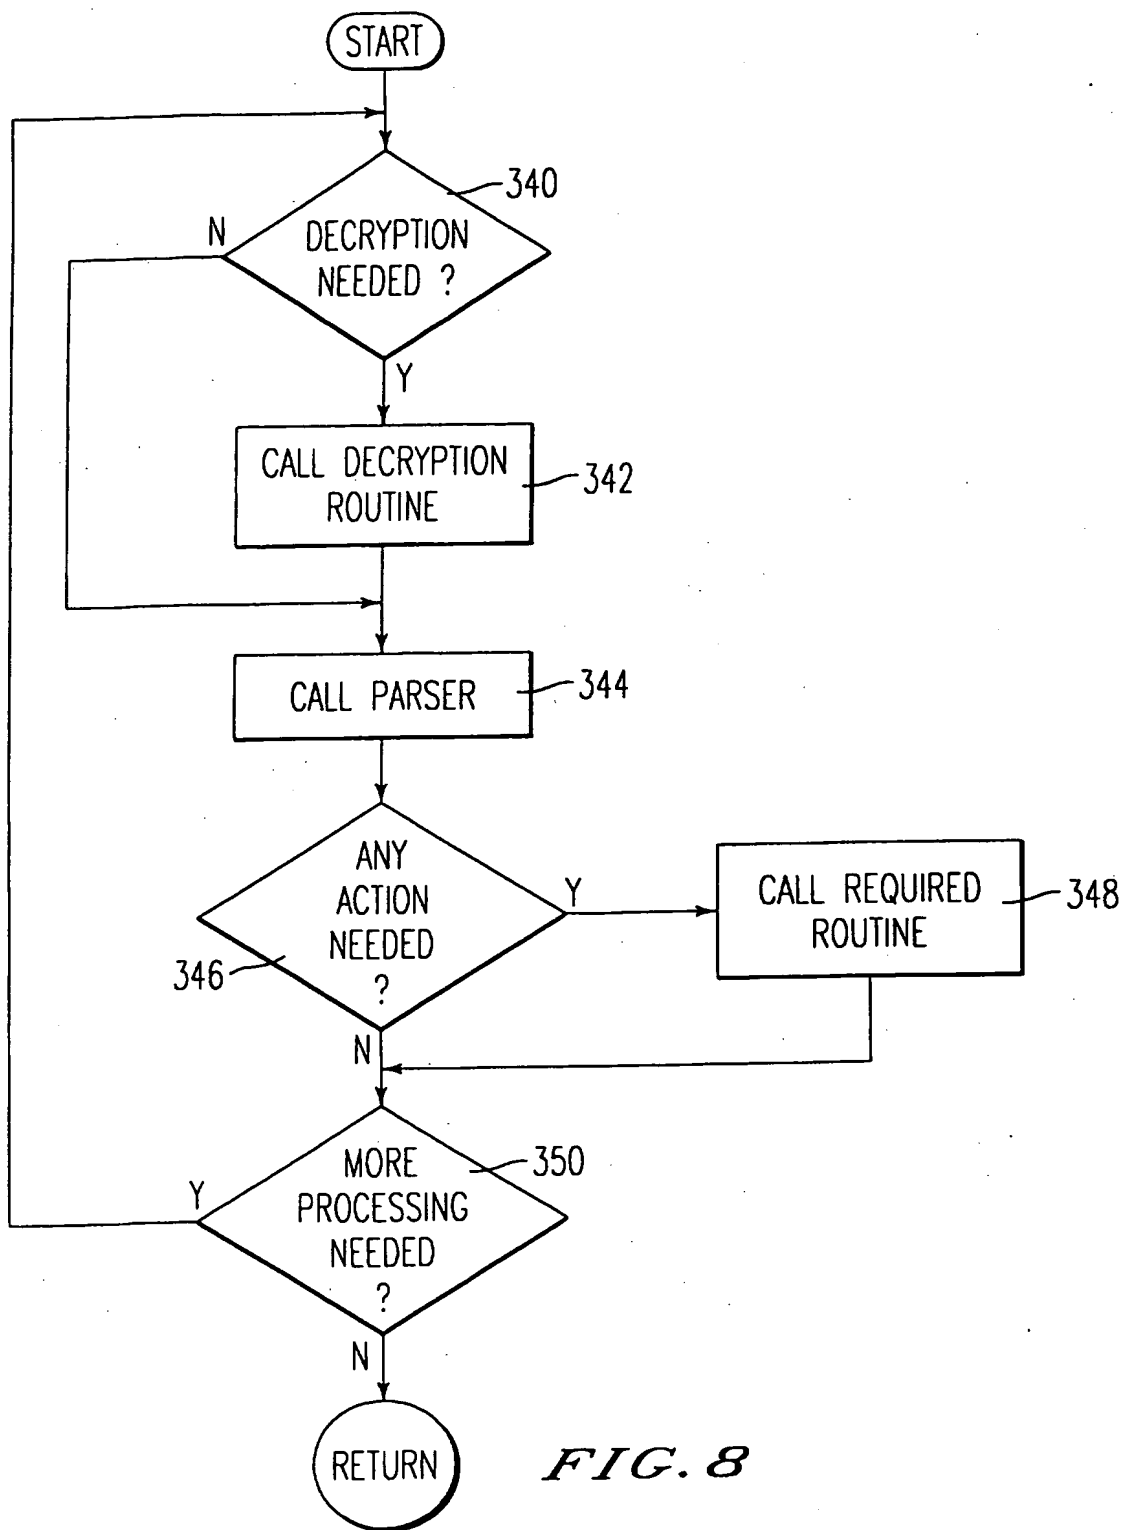 START
340
N
DECRYPTION
NEEDED ?
Y
CALL DECRYPTION
ROUTINE
342
CALL PARSER
344
ANY
ACTION
NEEDED
?
346
Y
CALL REQUIRED
ROUTINE
348
N
MORE
PROCESSING
NEEDED
?
350
Y
N
RETURN
FIG. 8